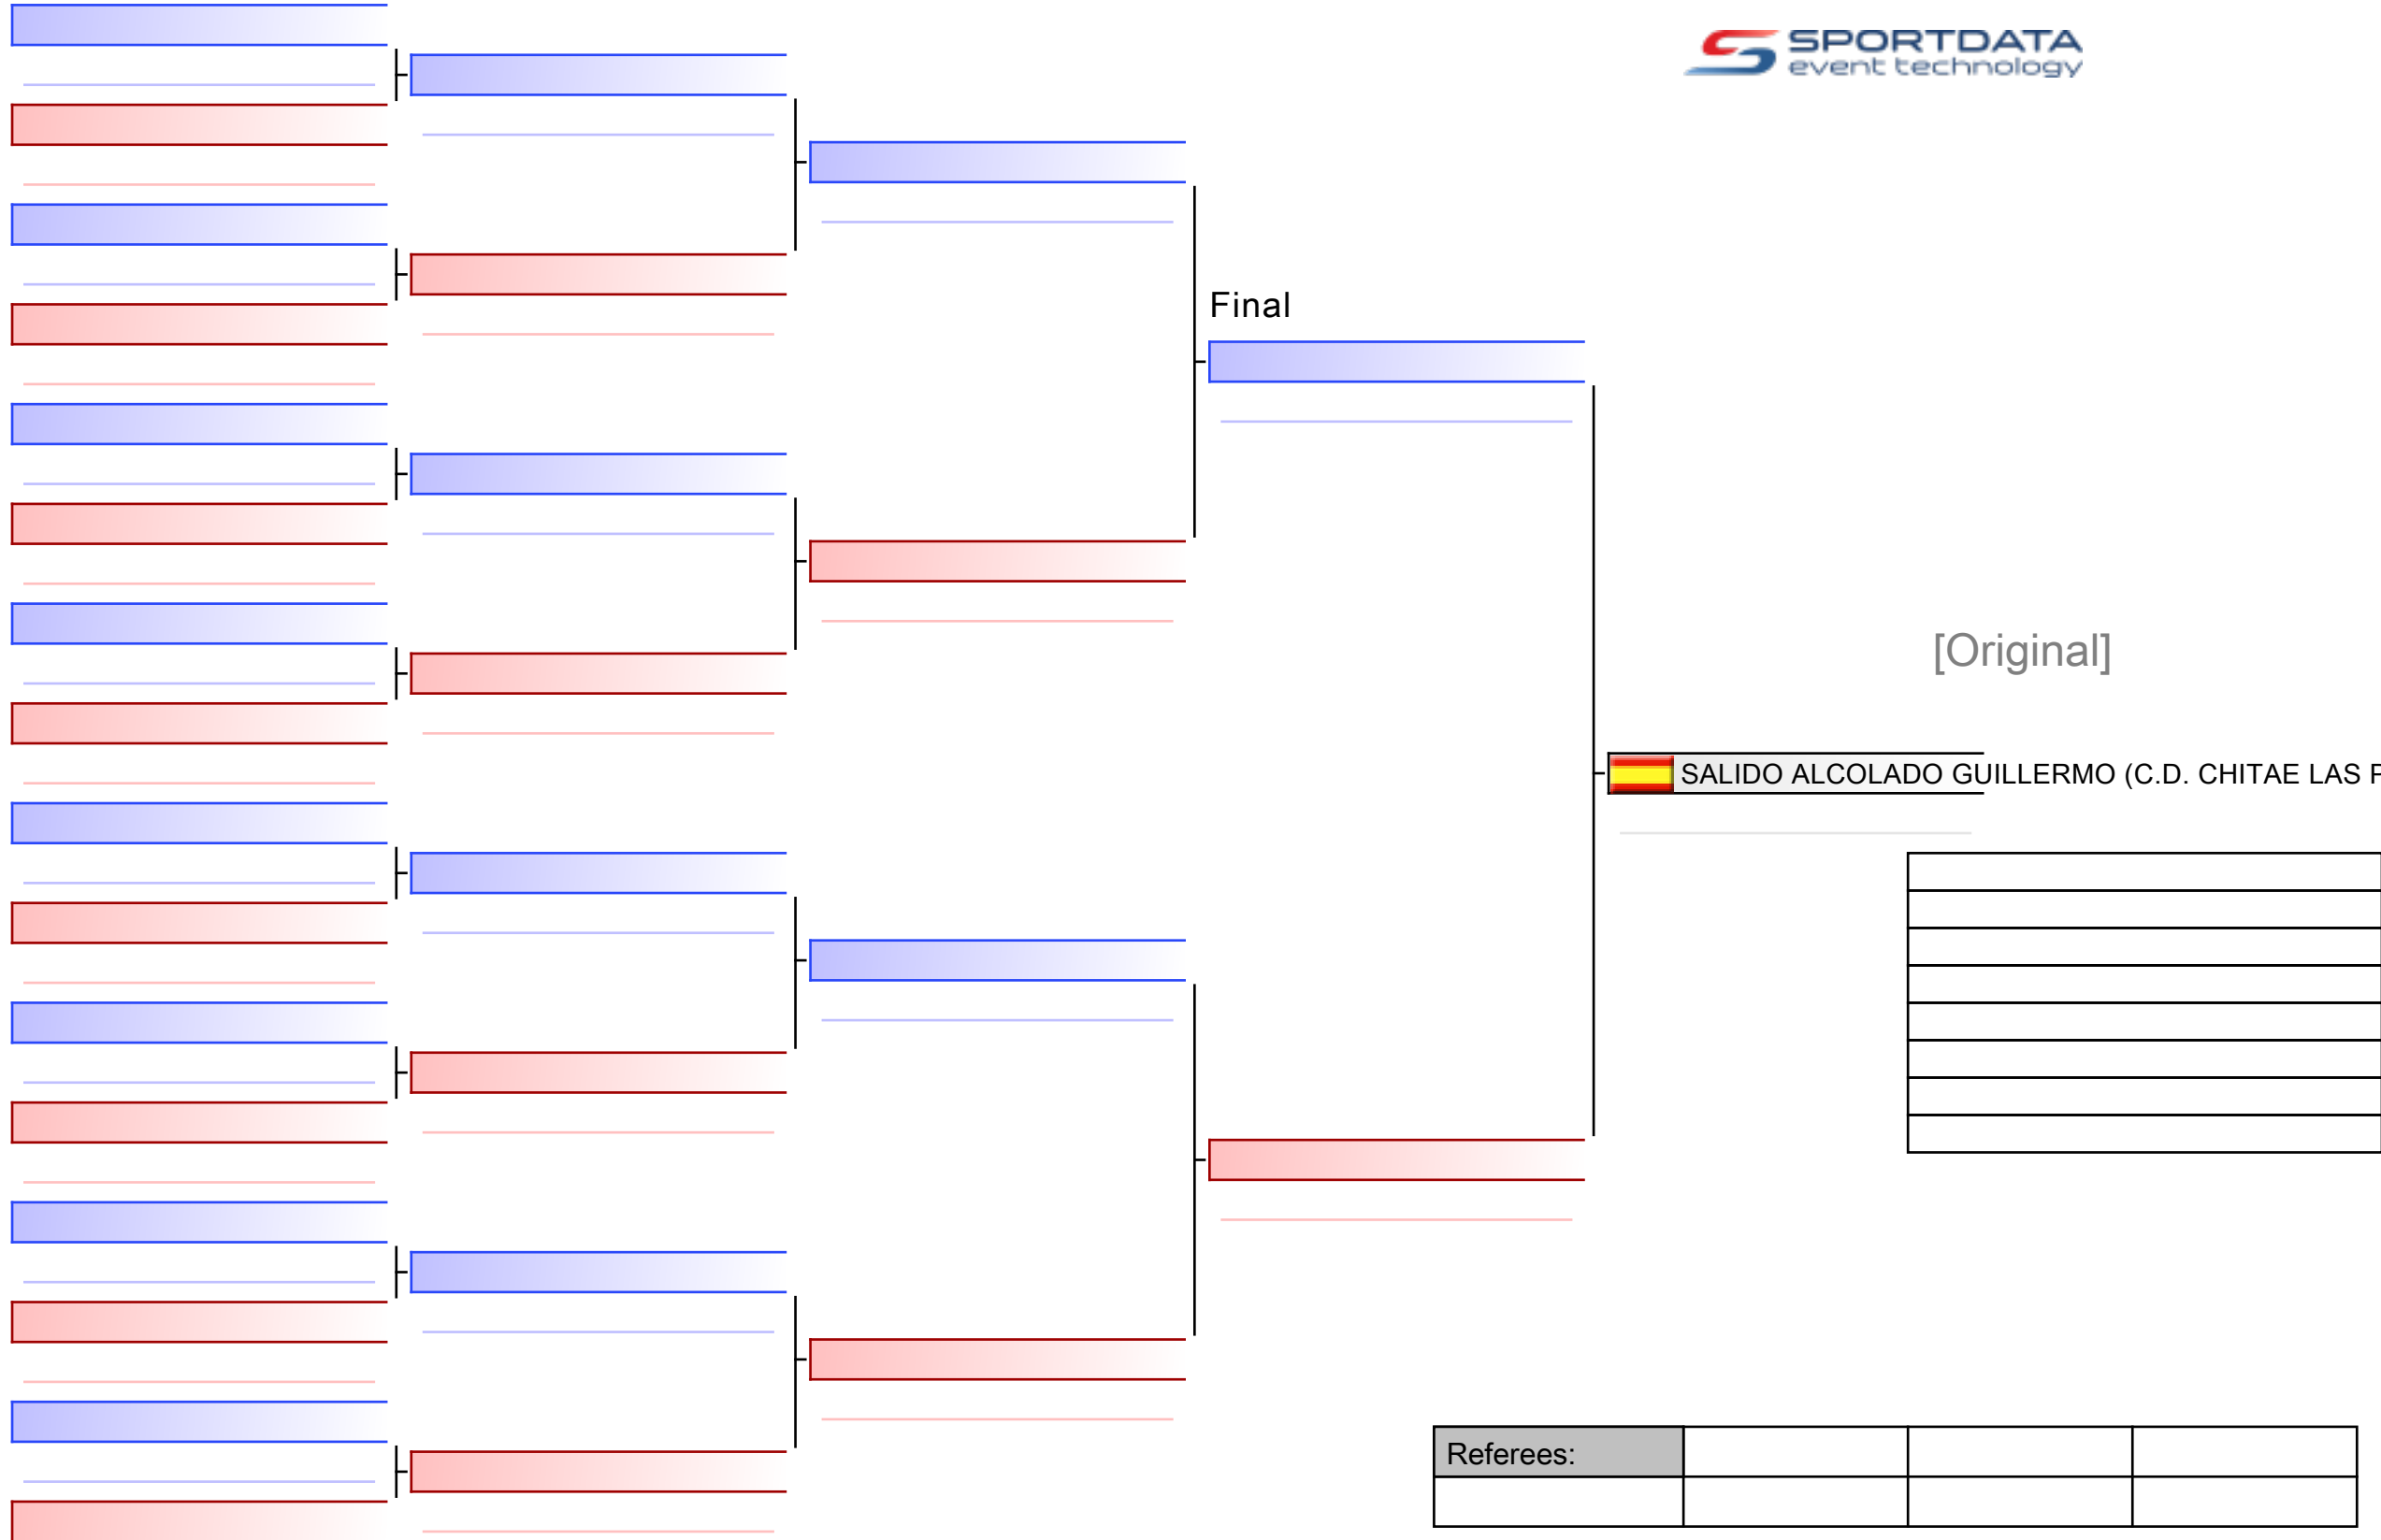 SPORTDATA
event technology
Final
[Original]
SALIDO ALCOLADO GUILLERMO (C.D. CHITAE LAS
Referees: